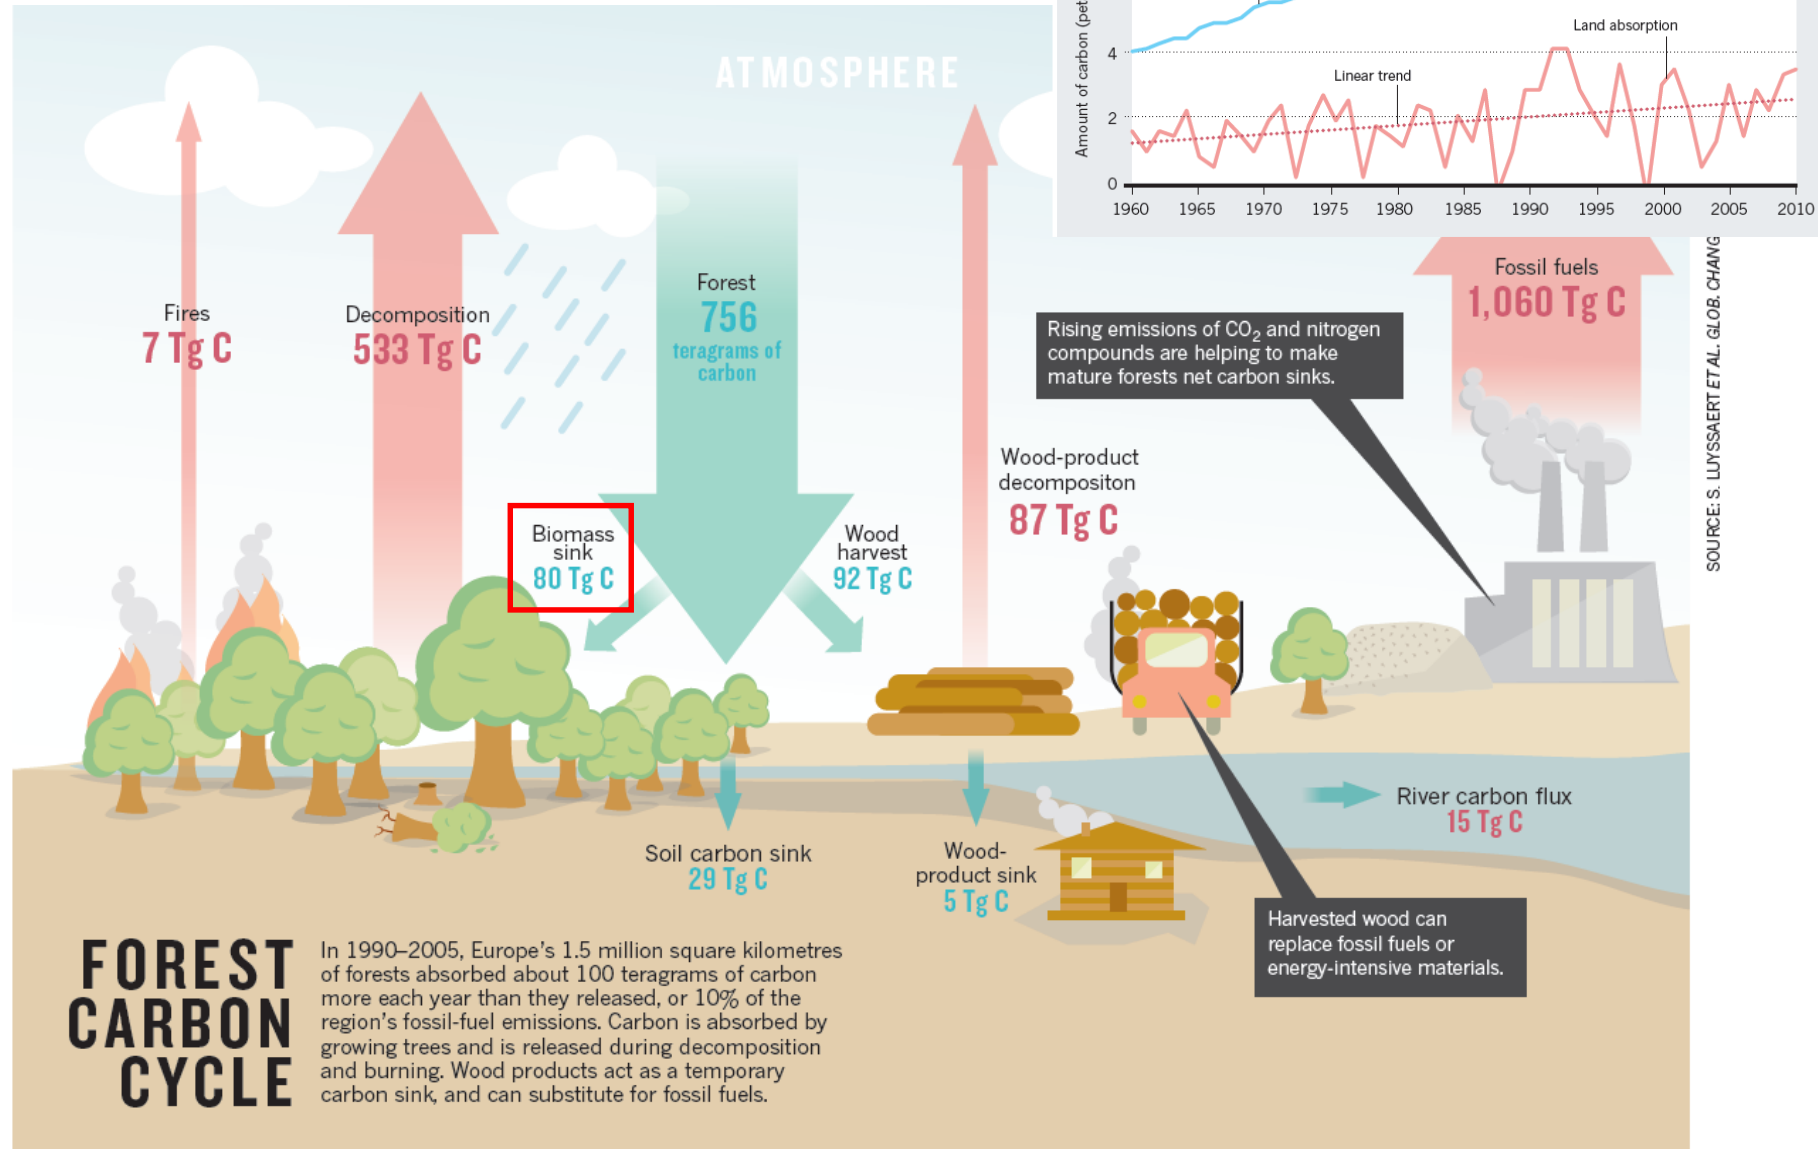 ATMOSPHERE
Fires
7 Tg C
Decomposition
533 Tg C
Forest
756
teragrams of
carbon
Biomass
sink
80 Tg C
Wood
harvest
92 Tg C
Wood-product
decompositon
87 Tg C
Amount of carbon (pet
4
2
0
Linear trend
Land absorption
1960 1965 1970 1975 1980 1985 1990 1995 2000 2005 2010
Fossil fuels
1,060 Tg C
Rising emissions of CO₂ and nitrogen
compounds are helping to make
mature forests net carbon sinks.
SOURCE: S. LUYSSAERT ET AL. GLOB. CHANG
Soil carbon sink
29 Tg C
Wood-
product sink
5 Tg C
River carbon flux
15 Tg C
Harvested wood can
replace fossil fuels or
energy-intensive materials.
FOREST
CARBON
CYCLE
In 1990–2005, Europe's 1.5 million square kilometres
of forests absorbed about 100 teragrams of carbon
more each year than they released, or 10% of the
region's fossil-fuel emissions. Carbon is absorbed by
growing trees and is released during decomposition
and burning. Wood products act as a temporary
carbon sink, and can substitute for fossil fuels.